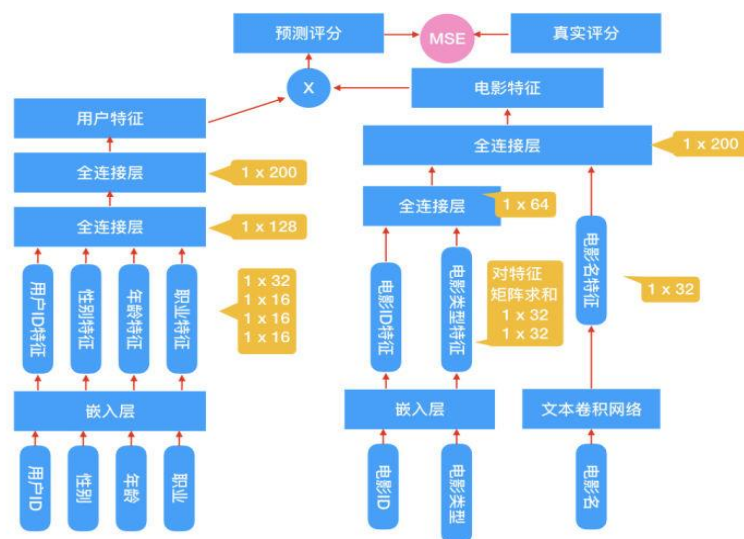 预测评分
MSE
真实评分
X
电影特征
用户特征
全连接层
1 x 200
全连接层
1 x 200
全连接层
1 x 64
全连接层
1 x 128
用户ID特征
性别特征
年龄特征
职业特征
1 x 32
1 x 16
1 x 16
1 x 16
电影ID特征
电影类型特征
对特征
矩阵求和
1 x 32
1 x 32
电影名特征
1 x 32
嵌入层
嵌入层
文本卷积网络
用户ID
性别
年龄
职业
电影ID
电影类型
电影名